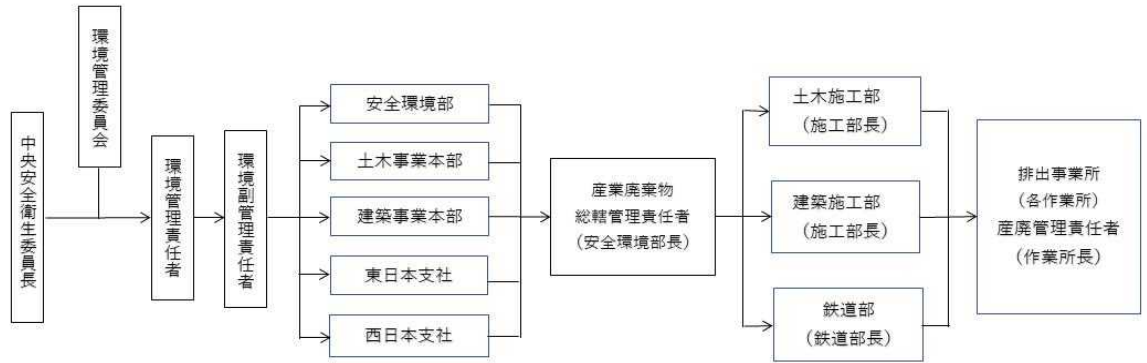 中央安全衛生委員長
環境管理委員会
環境管理責任者
環境副管理責任者
安全環境部
土木事業本部
建築事業本部
東日本支社
西日本支社
産業廃棄物
総轄管理責任者
(安全環境部長)
土木施工部
(施工部長)
建築施工部
(施工部長)
鉄道部
(鉄道部長)
排出事業所
(各作業所)
産廃管理責任者
(作業所長)